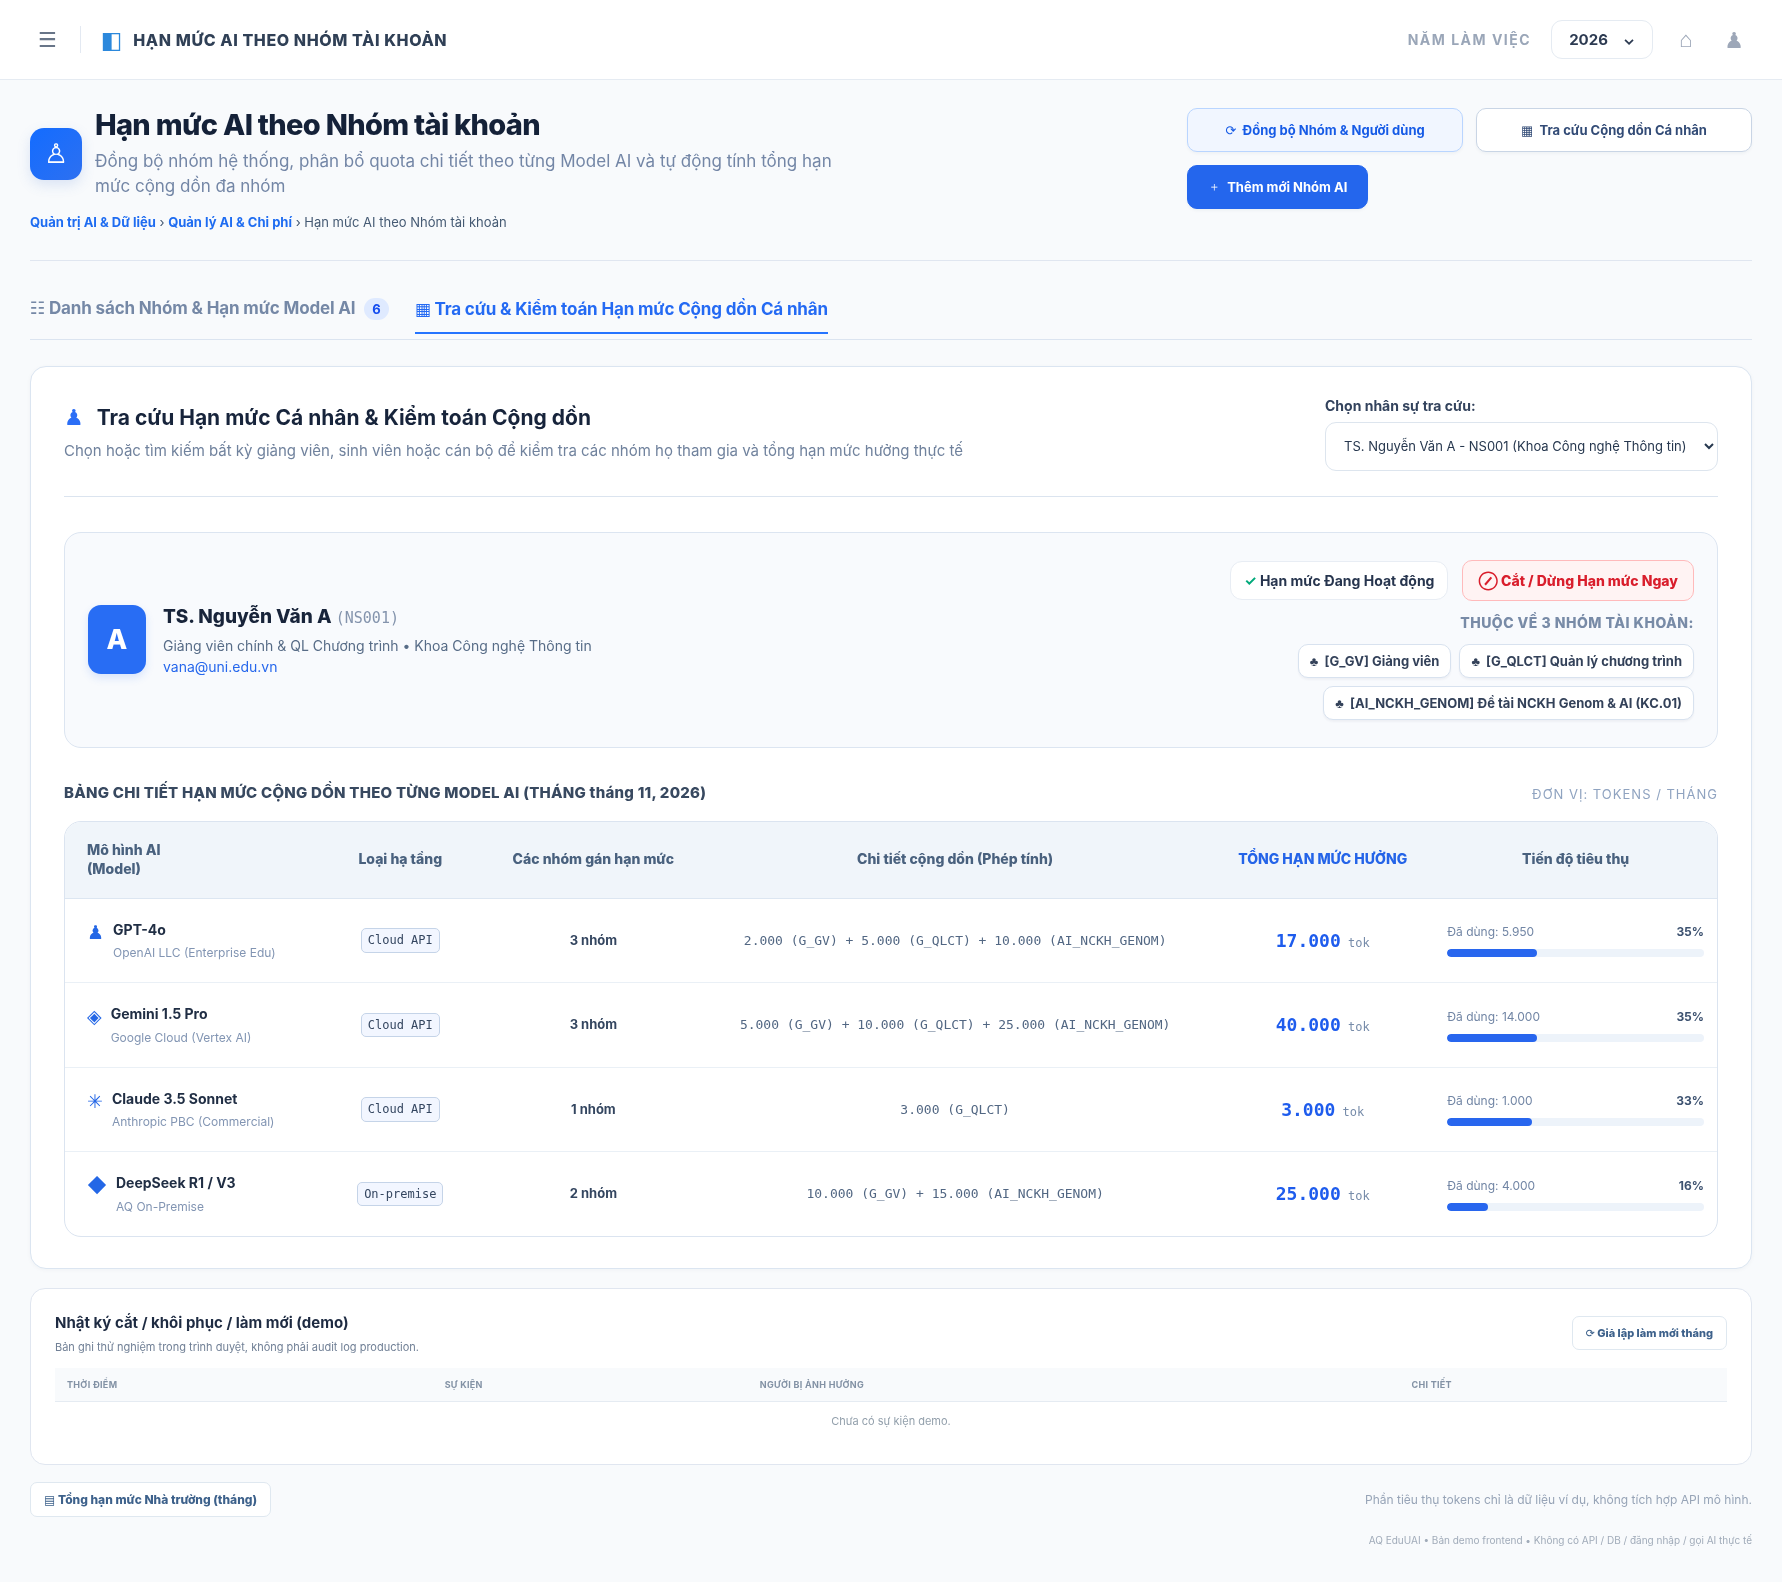 HẠN MỨC AI THEO NHÓM TÀI KHOẢN
NĂM LÀM VIỆC
2026
Hạn mức AI theo Nhóm tài khoản
Đồng bộ nhóm hệ thống, phân bổ quota chi tiết theo từng Model AI và tự động tính tổng hạn
mức cộng dồn đa nhóm
Quản trị AI & Dữ liệu › Quản lý AI & Chi phí › Hạn mức AI theo Nhóm tài khoản
Đồng bộ Nhóm & Người dùng
Tra cứu Cộng dồn Cá nhân
+ Thêm mới Nhóm AI
Danh sách Nhóm & Hạn mức Model AI 6
Tra cứu & Kiểm toán Hạn mức Cộng dồn Cá nhân
Tra cứu Hạn mức Cá nhân & Kiểm toán Cộng dồn
Chọn hoặc tìm kiếm bất kỳ giảng viên, sinh viên hoặc cán bộ để kiểm tra các nhóm họ tham gia và tổng hạn mức hưởng thực tế
Chọn nhân sự tra cứu:
TS. Nguyễn Văn A - NS001 (Khoa Công nghệ Thông tin)
A
TS. Nguyễn Văn A (NS001)
Giảng viên chính & QL Chương trình • Khoa Công nghệ Thông tin
vana@uni.edu.vn
✓ Hạn mức Đang Hoạt động
Cắt / Dừng Hạn mức Ngay
THUỘC VỀ 3 NHÓM TÀI KHOẢN:
♣ [G_GV] Giảng viên
♣ [G_QLCT] Quản lý chương trình
♣ [AI_NCKH_GENOM] Đề tài NCKH Genom & AI (KC.01)
BẢNG CHI TIẾT HẠN MỨC CỘNG DỒN THEO TỪNG MODEL AI (THÁNG tháng 11, 2026)
ĐƠN VỊ: TOKENS / THÁNG
Mô hình AI
(Model)
Loại hạ tầng
Các nhóm gán hạn mức
Chi tiết cộng dồn (Phép tính)
TỔNG HẠN MỨC HƯỞNG
Tiến độ tiêu thụ
GPT-4o
OpenAI LLC (Enterprise Edu)
Cloud API
3 nhóm
2.000 (G_GV) + 5.000 (G_QLCT) + 10.000 (AI_NCKH_GENOM)
17.000 tok
Đã dùng: 5.950
35%
Gemini 1.5 Pro
Google Cloud (Vertex AI)
Cloud API
3 nhóm
5.000 (G_GV) + 10.000 (G_QLCT) + 25.000 (AI_NCKH_GENOM)
40.000 tok
Đã dùng: 14.000
35%
Claude 3.5 Sonnet
Anthropic PBC (Commercial)
Cloud API
1 nhóm
3.000 (G_QLCT)
3.000 tok
Đã dùng: 1.000
33%
DeepSeek R1 / V3
AQ On-Premise
On-premise
2 nhóm
10.000 (G_GV) + 15.000 (AI_NCKH_GENOM)
25.000 tok
Đã dùng: 4.000
16%
Nhật ký cắt / khôi phục / làm mới (demo)
Bản ghi thử nghiệm trong trình duyệt, không phải audit log production.
Giả lập làm mới tháng
THỜI ĐIỂM
SỰ KIỆN
NGƯỜI BỊ ẢNH HƯỞNG
CHI TIẾT
Chưa có sự kiện demo.
Tổng hạn mức Nhà trường (tháng)
Phần tiêu thụ tokens chỉ là dữ liệu ví dụ, không tích hợp API mô hình.
AQ EduUAI • Bản demo frontend • Không có API / DB / đăng nhập / gọi AI thực tế